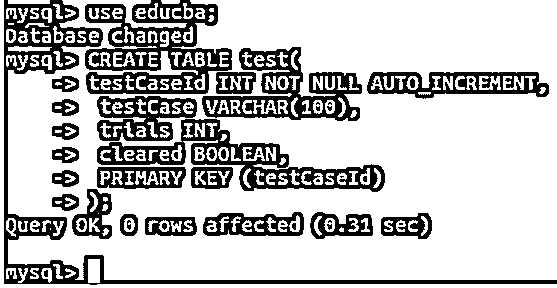 mysql> use educba;
Database changed
mysql> CREATE TABLE test(
-> testCaseId INT NOT NULL AUTO_INCREMENT,
-> testCase VARCHAR(100),
-> trials INT,
-> cleared BOOLEAN,
-> PRIMARY KEY (testCaseId)
-> );
Query OK, 0 rows affected (0.31 sec)
mysql>